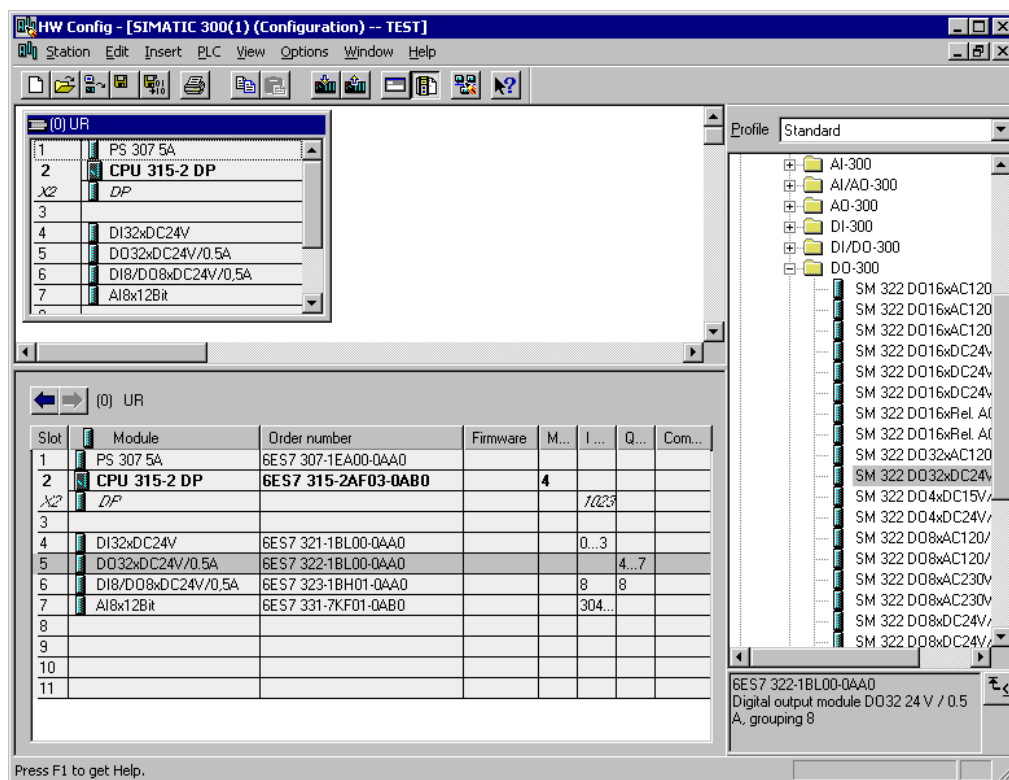 HW Config - [SIMATIC 300(1) (Configuration) -- TEST]
Station Edit Insert PLC View Options Window Help
(0) UR
1 PS 307 5A
2 CPU 315-2 DP
X2 DP
3
4 DI32xDC24V
5 DO32xDC24V/0.5A
6 DI8/DO8xDC24V/0,5A
7 AI8x12Bit
Profile Standard
AI-300
AI/AO-300
AO-300
DI-300
DI/DO-300
DO-300
SM 322 DO16xAC120
SM 322 DO16xAC120
SM 322 DO16xAC120
SM 322 DO16xDC24V
SM 322 DO16xDC24V
SM 322 DO16xDC24V
SM 322 DO16xRel. AC
SM 322 DO16xRel. AC
SM 322 DO32xAC120
SM 322 DO32xDC24V
SM 322 DO4xDC15V/
SM 322 DO4xDC24V/
SM 322 DO8xAC120/
SM 322 DO8xAC120/
SM 322 DO8xAC230V
SM 322 DO8xAC230V
SM 322 DO8xDC24V/
SM 322 DO8xDC24V/
6ES7 322-1BL00-0AA0
Digital output module DO32 24 V / 0.5
A, grouping 8
(0) UR
Slot Module Order number Firmware M... I ... Q... Com...
1 PS 307 5A 6ES7 307-1EA00-0AA0
2 CPU 315-2 DP 6ES7 315-2AF03-0AB0 4
X2 DP 1023
3
4 DI32xDC24V 6ES7 321-1BL00-0AA0 0...3
5 DO32xDC24V/0.5A 6ES7 322-1BL00-0AA0 4...7
6 DI8/DO8xDC24V/0,5A 6ES7 323-1BH01-0AA0 8 8
7 AI8x12Bit 6ES7 331-7KF01-0AB0 304...
8
9
10
11
Press F1 to get Help.